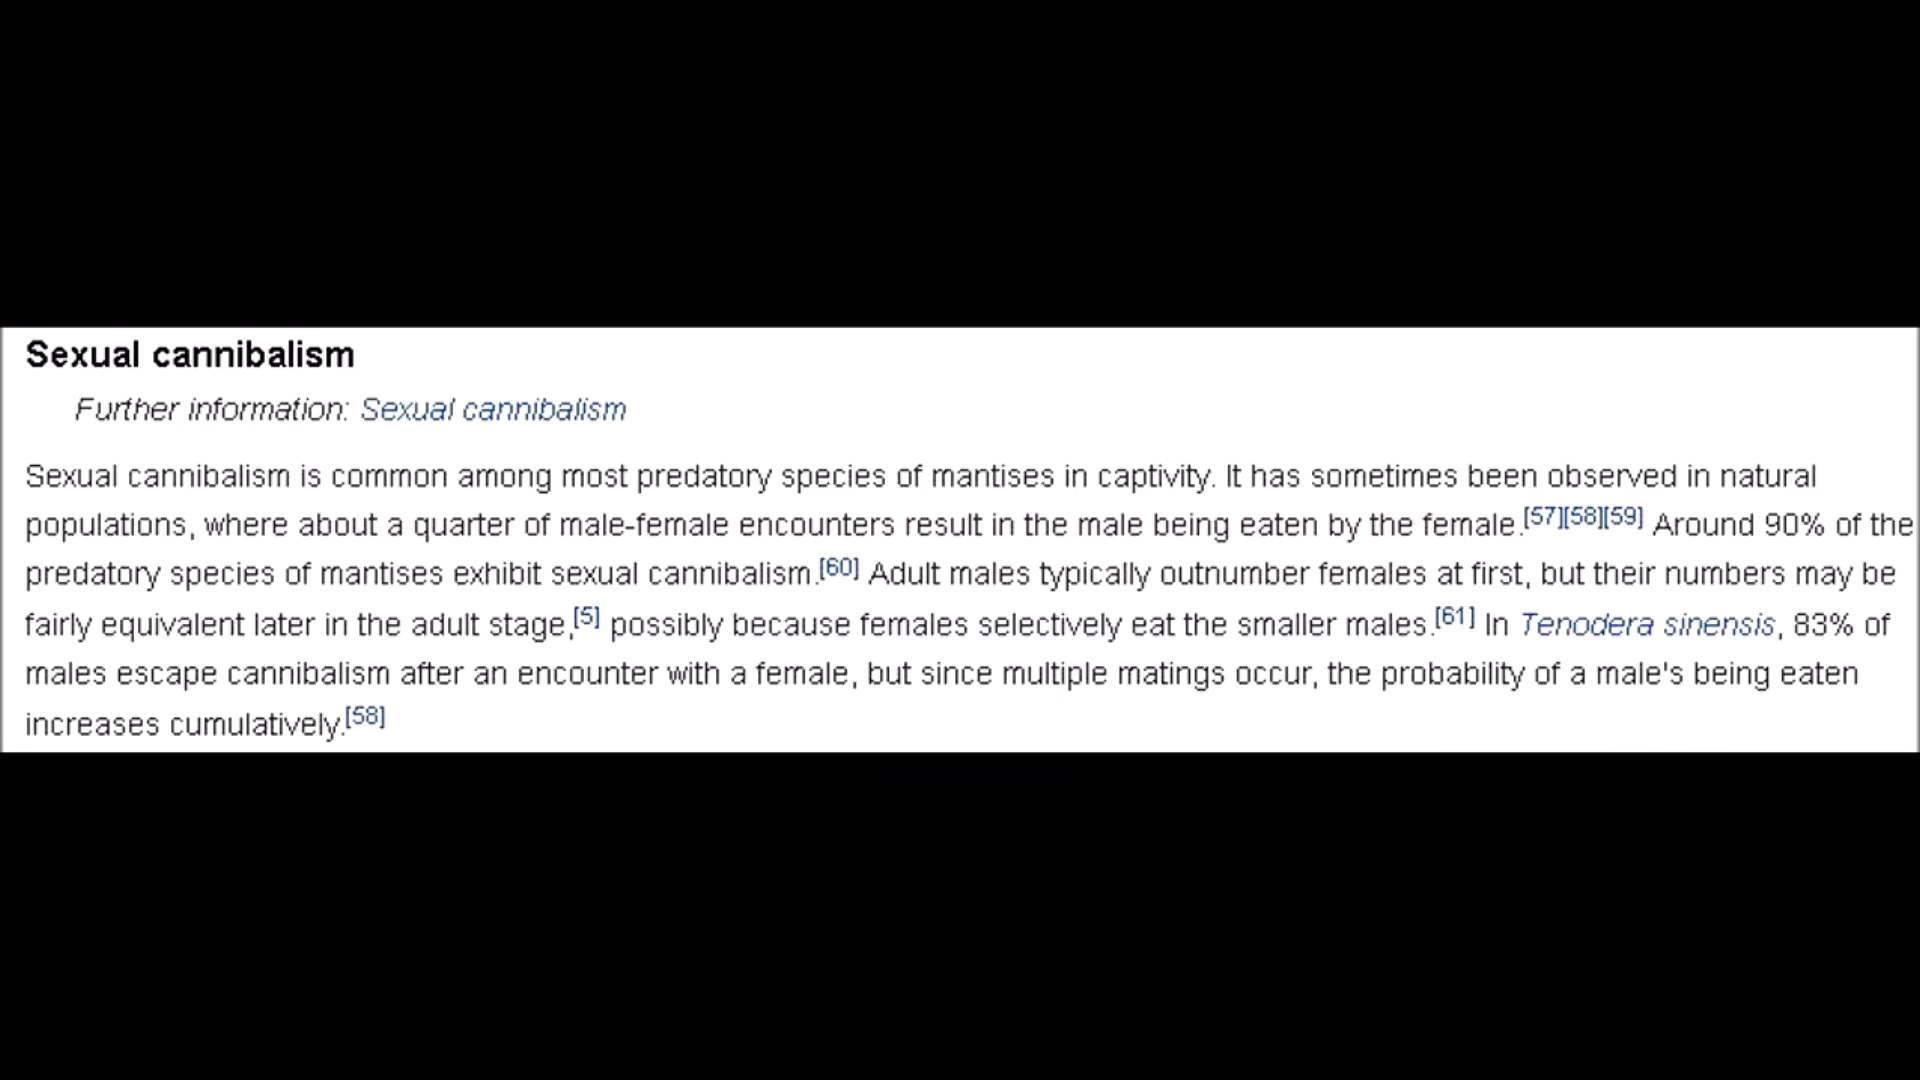 Sexual cannibalism
Further information: Sexual cannibalism
Sexual cannibalism is common among most predatory species of mantises in captivity. It has sometimes been observed in natural
populations, where about a quarter of male-female encounters result in the male being eaten by the female.[57][58][59] Around 90% of the
predatory species of mantises exhibit sexual cannibalism.[60] Adult males typically outnumber females at first, but their numbers may be
fairly equivalent later in the adult stage,[5] possibly because females selectively eat the smaller males.[61] In Tenodera sinensis, 83% of
males escape cannibalism after an encounter with a female, but since multiple matings occur, the probability of a male's being eaten
increases cumulatively.[58]